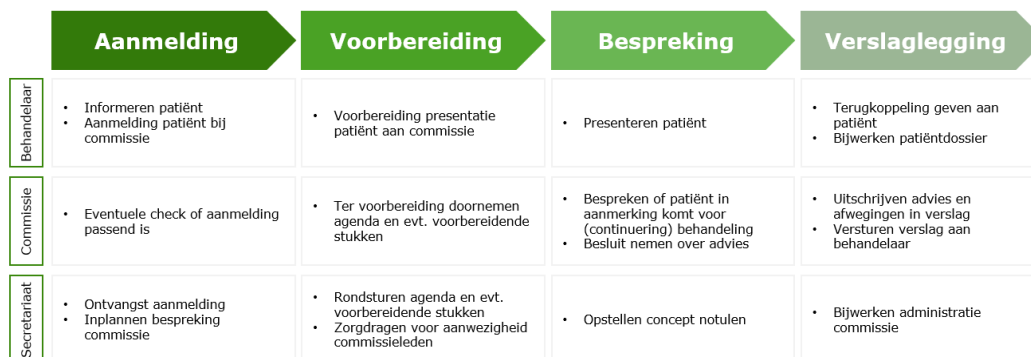 Aanmelding
Voorbereiding
Bespreking
Verslaglegging
Behandelaar
• Informeren patiënt
• Aanmelding patiënt bij
commissie
• Voorbereiding presentatie
patiënt aan commissie
• Presenteren patiënt
• Terugkoppeling geven aan
patiënt
• Bijwerken patiëntdossier
Commissie
• Eventuele check of aanmelding
passend is
• Ter voorbereiding doornemen
agenda en evt. voorbereidende
stukken
• Bespreken of patiënt in
aanmerking komt voor
(continuering) behandeling
• Besluit nemen over advies
• Uitschrijven advies en
afwegingen in verslag
• Versturen verslag aan
behandelaar
Secretariaat
• Ontvangst aanmelding
• Inplannen bespreking
commissie
• Rondsturen agenda en evt.
voorbereidende stukken
• Zorgdragen voor aanwezigheid
commissieleden
• Opstellen concept notulen
• Bijwerken administratie
commissie